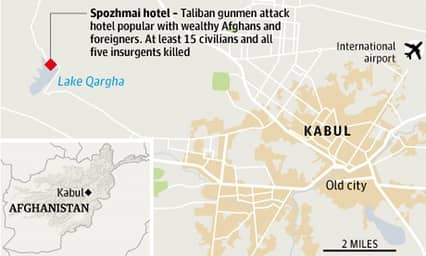 Spozhmai hotel – Taliban gunmen attack
hotel popular with wealthy Afghans and
foreigners. At least 15 civilians and all
five insurgents killed
International
airport
Lake Qargha
KABUL
Old city
Kabul
AFGHANISTAN
2 MILES